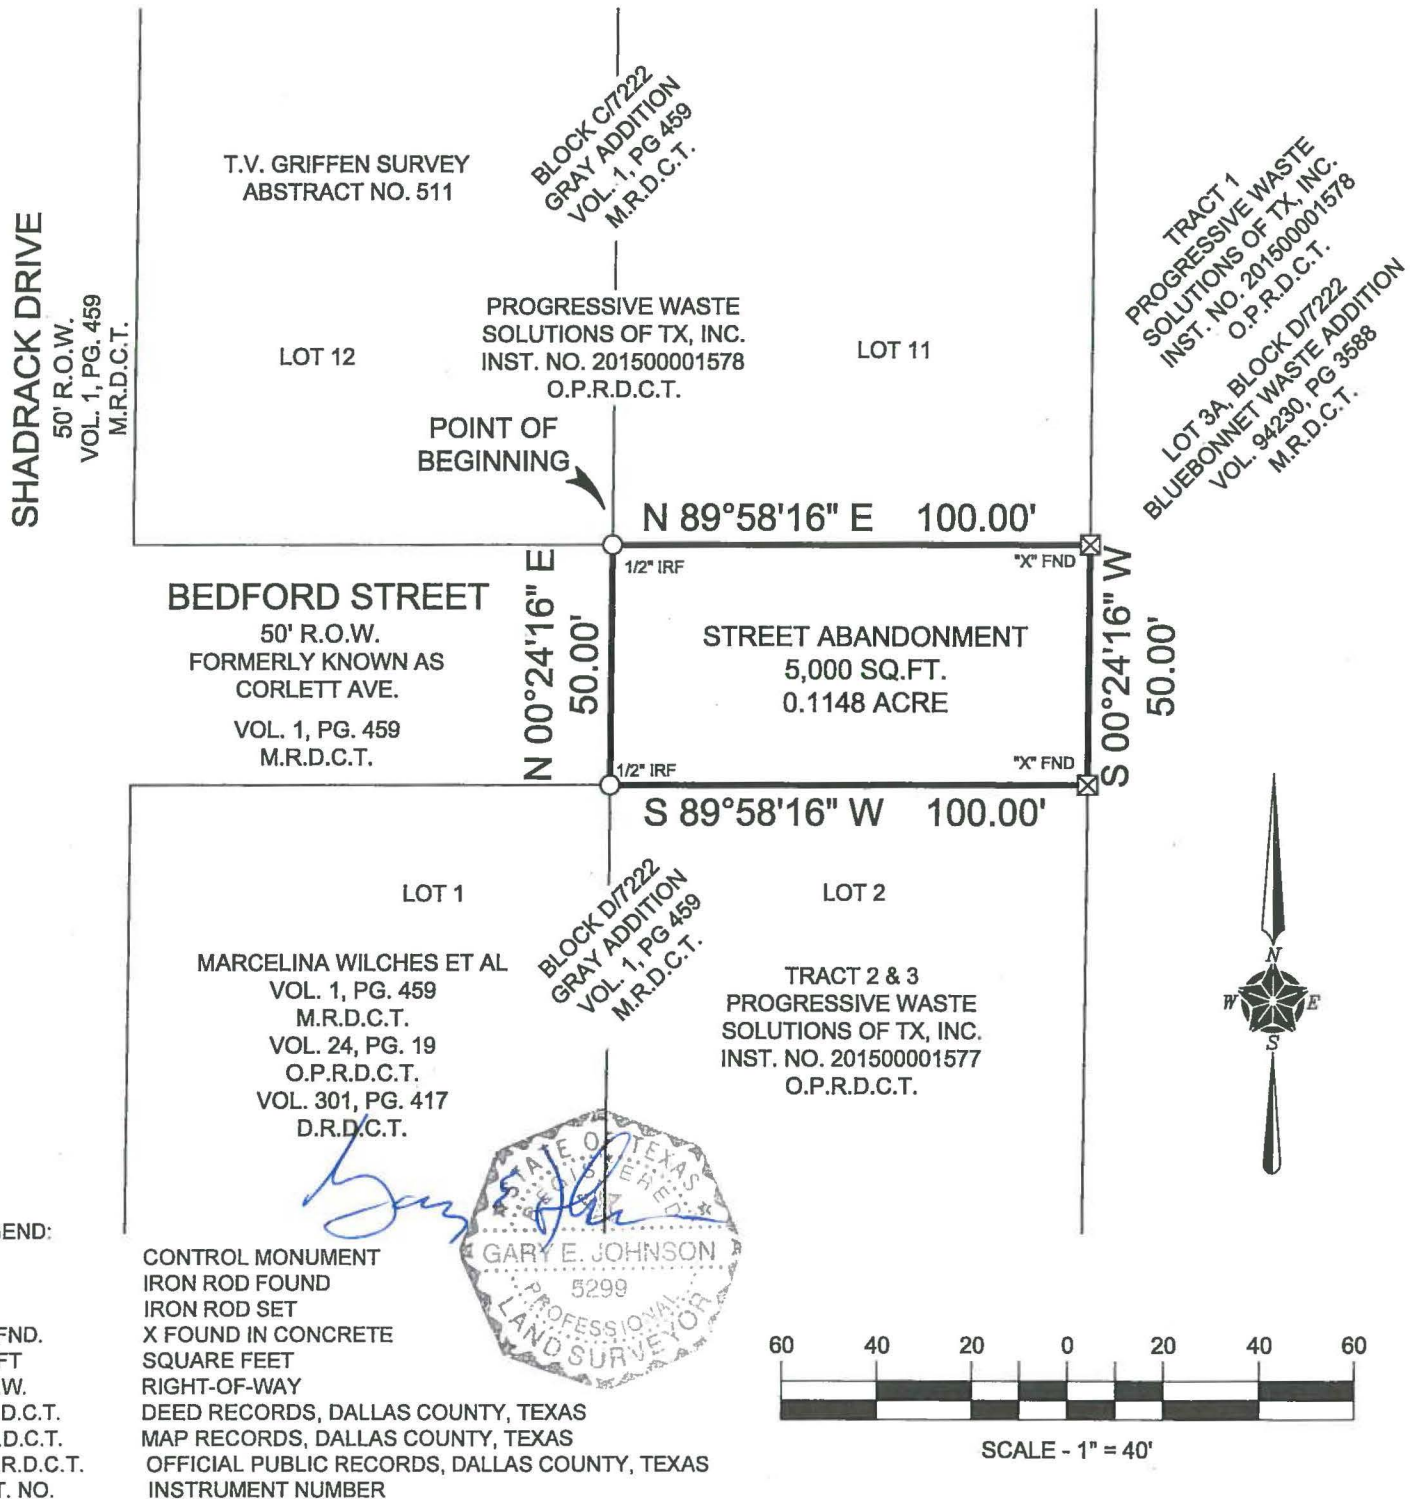 BLOCK C/7222
GRAY ADDITION
VOL. 1, PG 459
M.R.D.C.T.
T.V. GRIFFEN SURVEY
ABSTRACT NO. 511
TRACT 1
PROGRESSIVE WASTE
SOLUTIONS OF TX, INC.
INST. NO. 201500001578
O.P.R.D.C.T.
LOT 3A, BLOCK D/7222
BLUEBONNET WASTE ADDITION
VOL. 94230, PG 3588
M.R.D.C.T.
SHADRACK DRIVE
50' R.O.W.
VOL. 1, PG. 459
M.R.D.C.T.
LOT 12
PROGRESSIVE WASTE
SOLUTIONS OF TX, INC.
INST. NO. 201500001578
O.P.R.D.C.T.
LOT 11
POINT OF
BEGINNING
N 89°58'16" E 100.00'
1/2" IRF
"X" FND
BEDFORD STREET
50' R.O.W.
FORMERLY KNOWN AS
CORLETT AVE.
VOL. 1, PG. 459
M.R.D.C.T.
N 00°24'16" E
50.00'
STREET ABANDONMENT
5,000 SQ.FT.
0.1148 ACRE
S 00°24'16" W
50.00'
1/2" IRF
"X" FND
S 89°58'16" W 100.00'
LOT 1
BLOCK D/7222
GRAY ADDITION
VOL. 1, PG 459
M.R.D.C.T.
LOT 2
MARCELINA WILCHES ET AL
VOL. 1, PG. 459
M.R.D.C.T.
VOL. 24, PG. 19
O.P.R.D.C.T.
VOL. 301, PG. 417
D.R.D.C.T.
TRACT 2 & 3
PROGRESSIVE WASTE
SOLUTIONS OF TX, INC.
INST. NO. 201500001577
O.P.R.D.C.T.
N
W E
S
STATE OF TEXAS
REGISTERED
GARY E. JOHNSON
5299
PROFESSIONAL
LAND SURVEYOR
END:
CONTROL MONUMENT
IRON ROD FOUND
IRON ROD SET
FND. X FOUND IN CONCRETE
FT SQUARE FEET
W. RIGHT-OF-WAY
D.C.T. DEED RECORDS, DALLAS COUNTY, TEXAS
.D.C.T. MAP RECORDS, DALLAS COUNTY, TEXAS
R.D.C.T. OFFICIAL PUBLIC RECORDS, DALLAS COUNTY, TEXAS
T. NO. INSTRUMENT NUMBER
60 40 20 0 20 40 60
SCALE - 1" = 40'